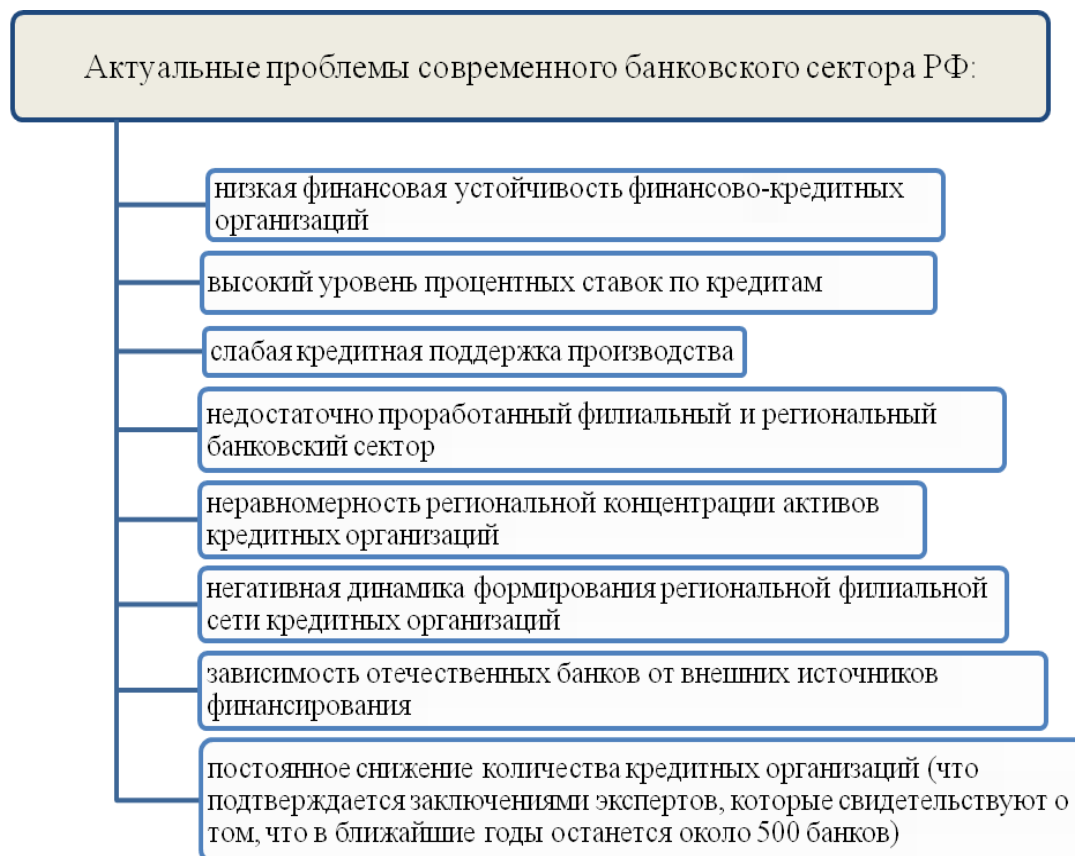 Актуальные проблемы современного банковского сектора РФ:
низкая финансовая устойчивость финансово-кредитных
организаций
высокий уровень процентных ставок по кредитам
слабая кредитная поддержка производства
недостаточно проработанный филиальный и региональный
банковский сектор
неравномерность региональной концентрации активов
кредитных организаций
негативная динамика формирования региональной филиальной
сети кредитных организаций
зависимость отечественных банков от внешних источников
финансирования
постоянное снижение количества кредитных организаций (что
подтверждается заключениями экспертов, которые свидетельствуют о
том, что в ближайшие годы останется около 500 банков)